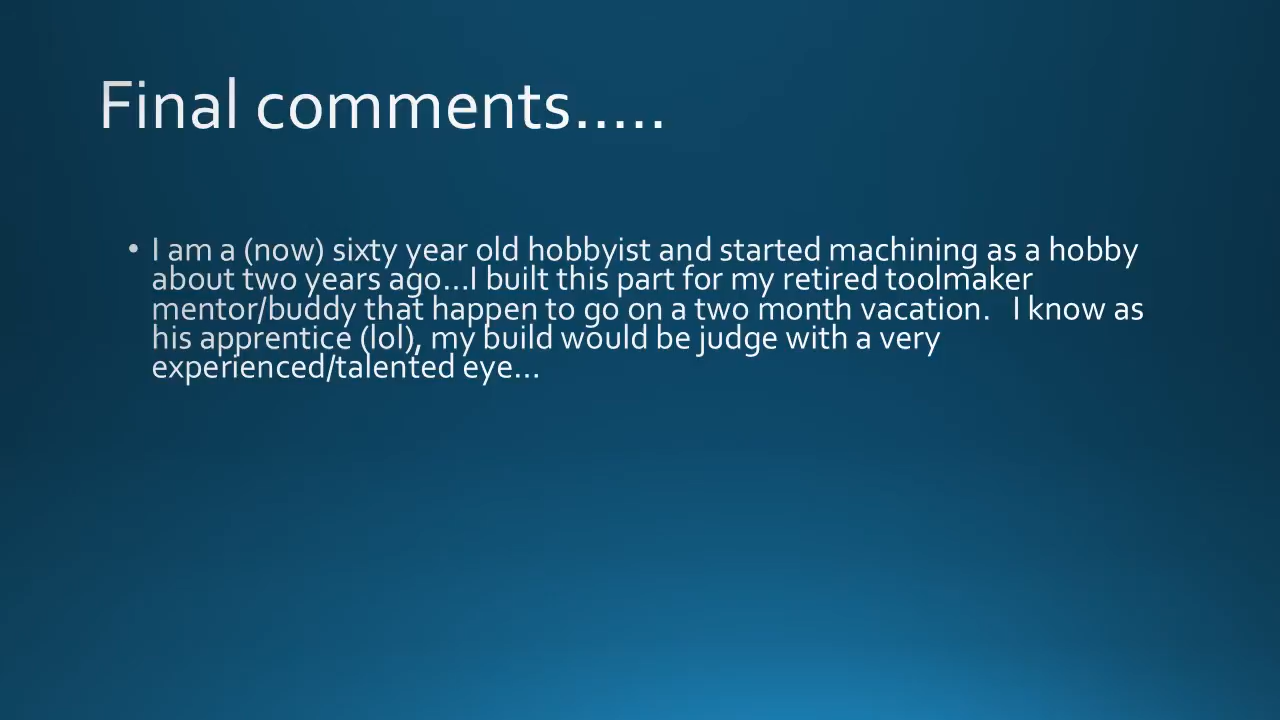 Final comments.....
• I am a (now) sixty year old hobbyist and started machining as a hobby
about two years ago...I built this part for my retired toolmaker
mentor/buddy that happen to go on a two month vacation.   I know as
his apprentice (lol), my build would be judge with a very
experienced/talented eye...